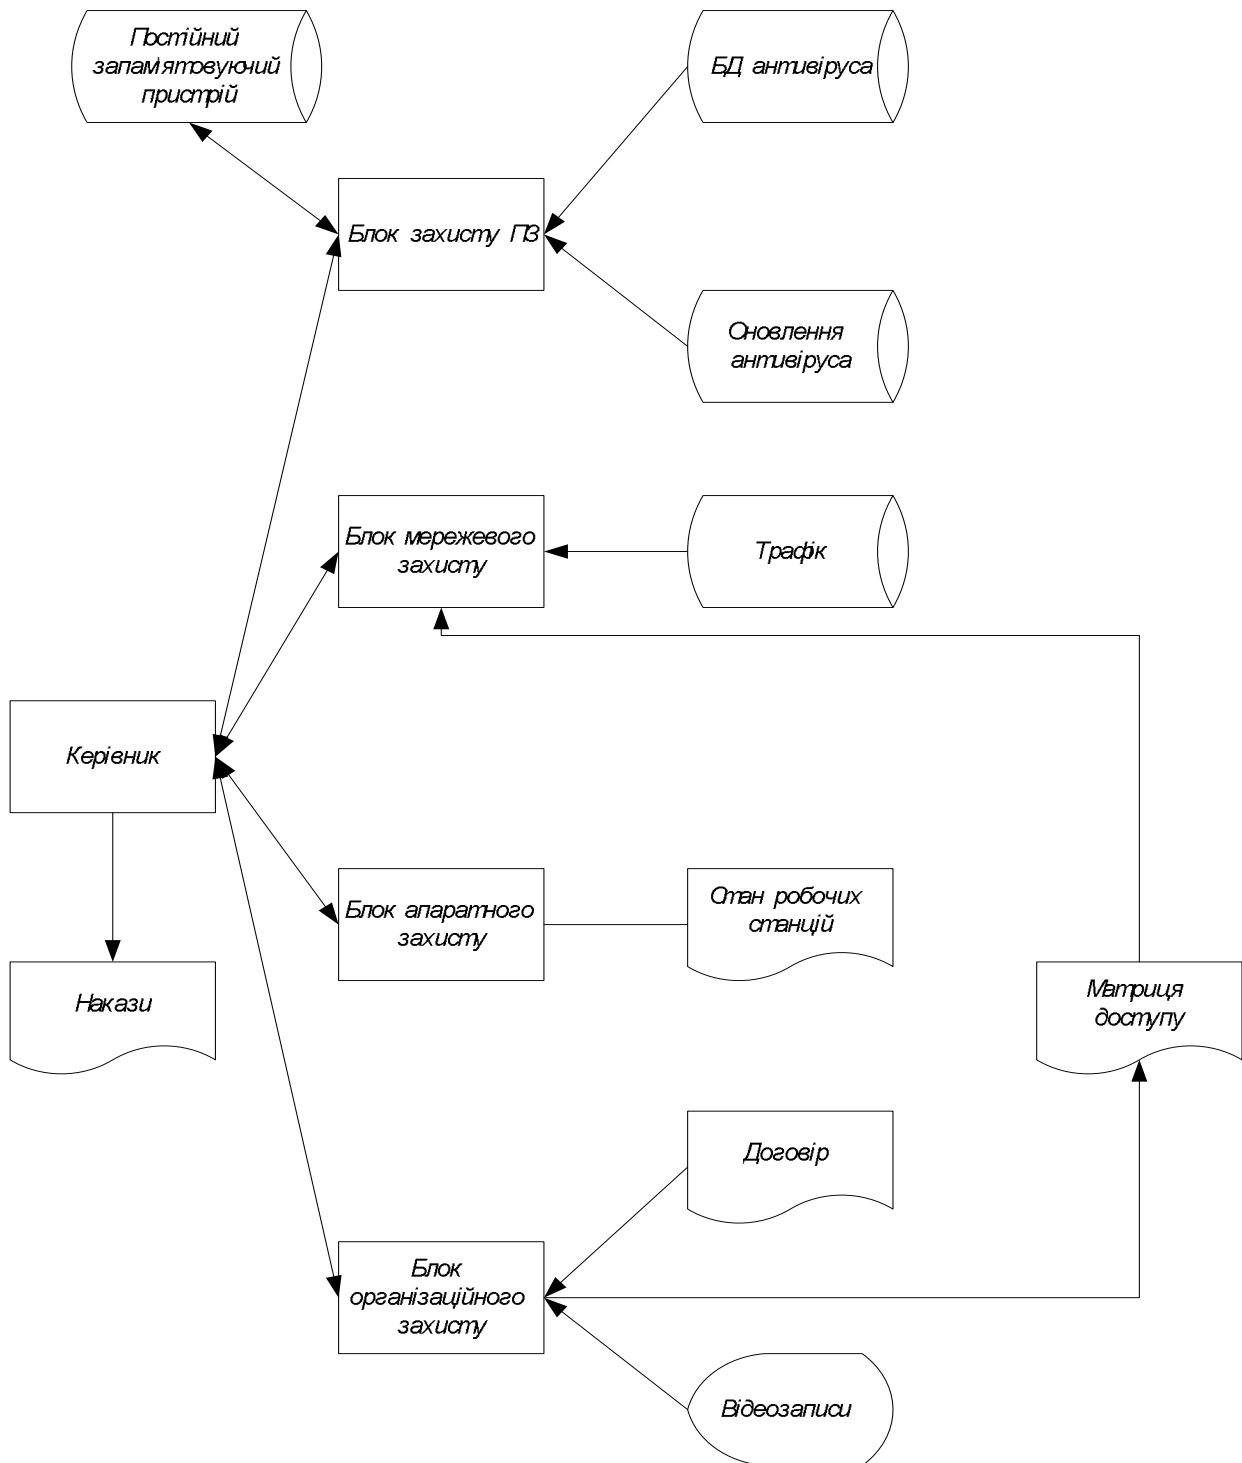 Постійний
запам'ятовуючий
пристрій
БД антивіруса
Блок захисту ПЗ
Оновлення
антивіруса
Блок мережевого
захисту
Трафік
Керівник
Блок апаратного
захисту
Стан робочих
станцій
Накази
Матриця
доступу
Договір
Блок
організаційного
захисту
Відеозаписи